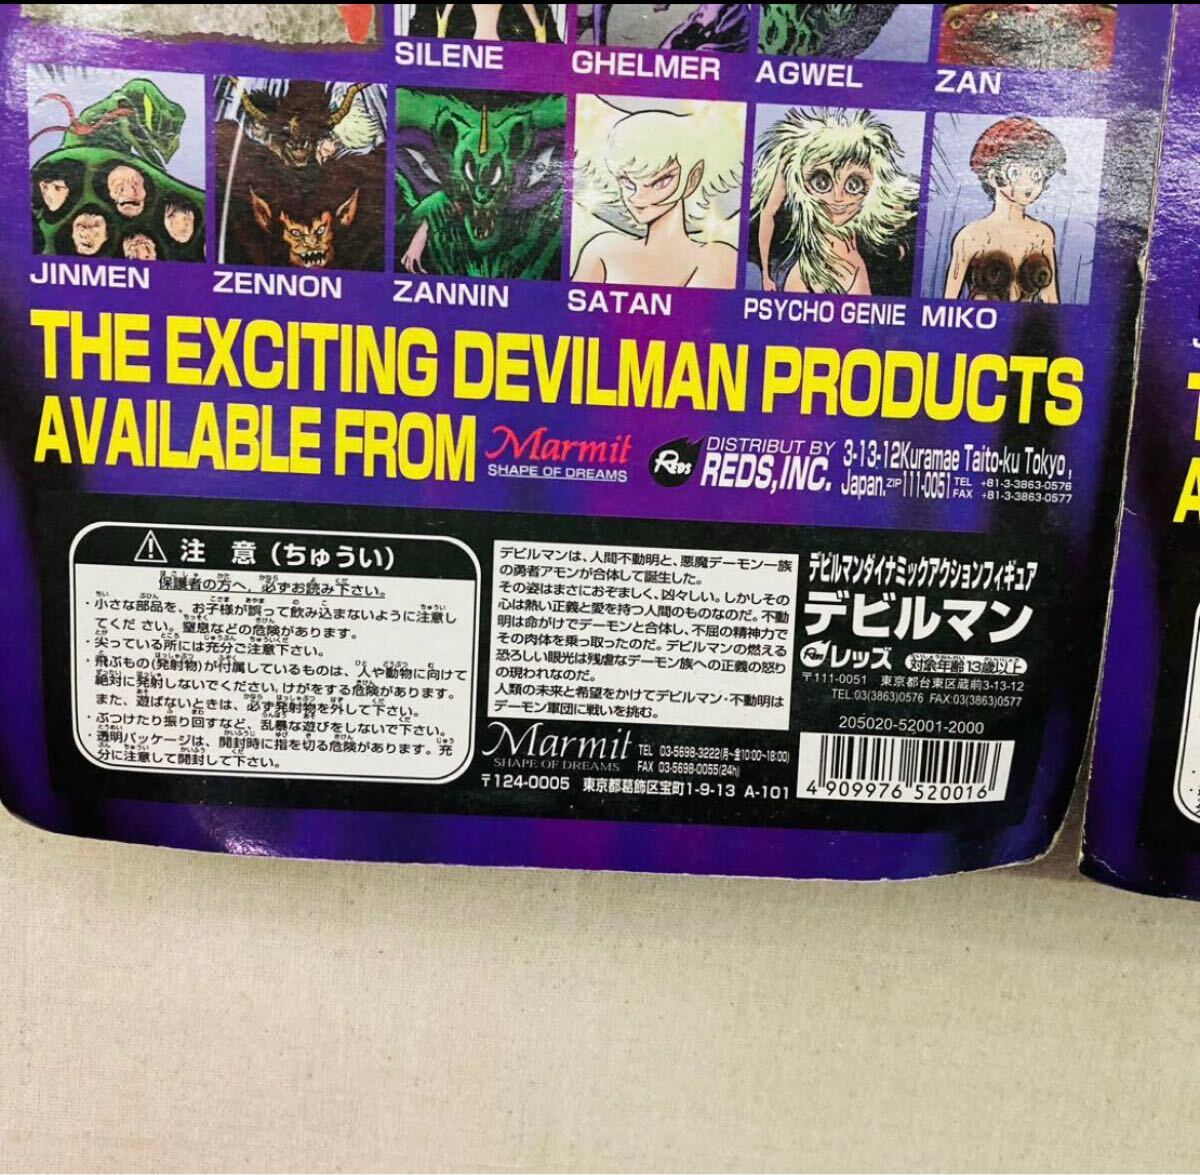 SILENE
GHELMER
AGWEL
ZAN
JINMEN
ZENNON
ZANNIN
SATAN
PSYCHO GENIE
MIKO
THE EXCITING DEVILMAN PRODUCTS
AVAILABLE FROM
Marmit
SHAPE OF DREAMS
REDS
DISTRIBUT BY
REDS,INC.
3-13-12Kuramae Taito-ku Tokyo,
Japan. ZIP111-0051 TEL +81-3-3863-0576
FAX +81-3-3863-0577
注 意 (ちゅうい)
保護者の方へ、必ずお読み下さい。
・小さな部品を、お子様が誤って飲み込まないように注意し
てください。窒息などの危険があります。
・尖っている所には充分ご注意下さい。
・飛ぶもの(発射物)が付属しているものは、人や動物に向けて
絶対に発射しないでください。けがをする危険があります。
また、遊ばないときは、必ず発射物を外して下さい。
・ぶつけたり振り回すなど、乱暴な遊びをしないで下さい。
・透明パッケージは、開封時に指を切る危険があります。充
分に注意して開封して下さい。
デビルマンは、人間不動明と、悪魔デーモン一族
の勇者アモンが合体して誕生した。
その姿はまさにおぞましく、凶々しい。しかしその
心は熱い正義と愛を持つ人間のものなのだ。不動
明は命がけでデーモンと合体し、不屈の精神力で
その肉体を乗っ取ったのだ。デビルマンの燃える
恐ろしい眼光は残虐なデーモン族への正義の怒り
の現われなのだ。
人類の未来と希望をかけてデビルマン・不動明は
デーモン軍団に戦いを挑む。
Marmit
SHAPE OF DREAMS
TEL 03-5698-3222(月~金10:00~18:00)
FAX 03-5698-0055(24h)
〒124-0005 東京都葛飾区宝町1-9-13 A-101
デビルマンダイナミックアクションフィギュア
デビルマン
レッズ 対象年齢13歳以上
〒111-0051 東京都台東区蔵前3-13-12
TEL:03(3863)0576 FAX:03(3863)0577
205020-52001-2000
4 909976 520016